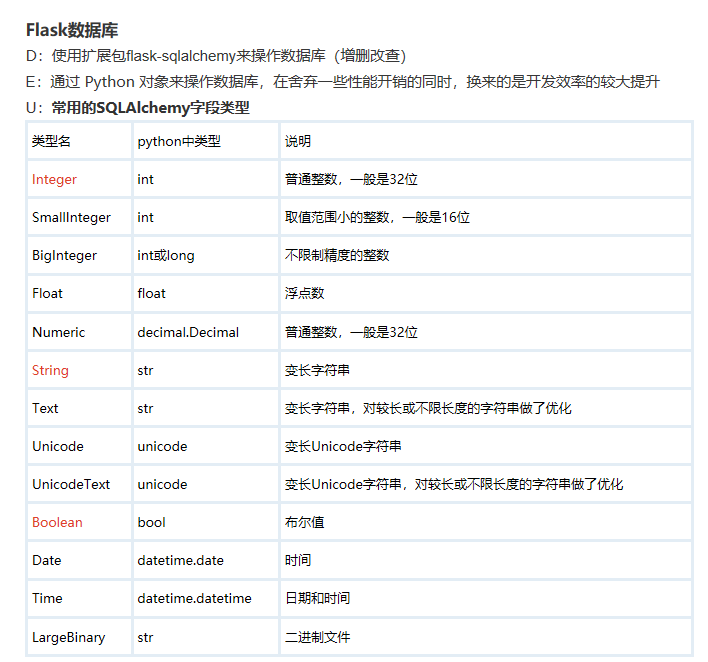 Flask数据库
D：使用扩展包flask-sqlalchemy来操作数据库（增删改查）
E：通过 Python 对象来操作数据库，在舍弃一些性能开销的同时，换来的是开发效率的较大提升
U：常用的SQLAlchemy字段类型
类型名 python中类型 说明
Integer int 普通整数，一般是32位
SmallInteger int 取值范围小的整数，一般是16位
BigInteger int或long 不限制精度的整数
Float float 浮点数
Numeric decimal.Decimal 普通整数，一般是32位
String str 变长字符串
Text str 变长字符串，对较长或不限长度的字符串做了优化
Unicode unicode 变长Unicode字符串
UnicodeText unicode 变长Unicode字符串，对较长或不限长度的字符串做了优化
Boolean bool 布尔值
Date datetime.date 时间
Time datetime.datetime 日期和时间
LargeBinary str 二进制文件